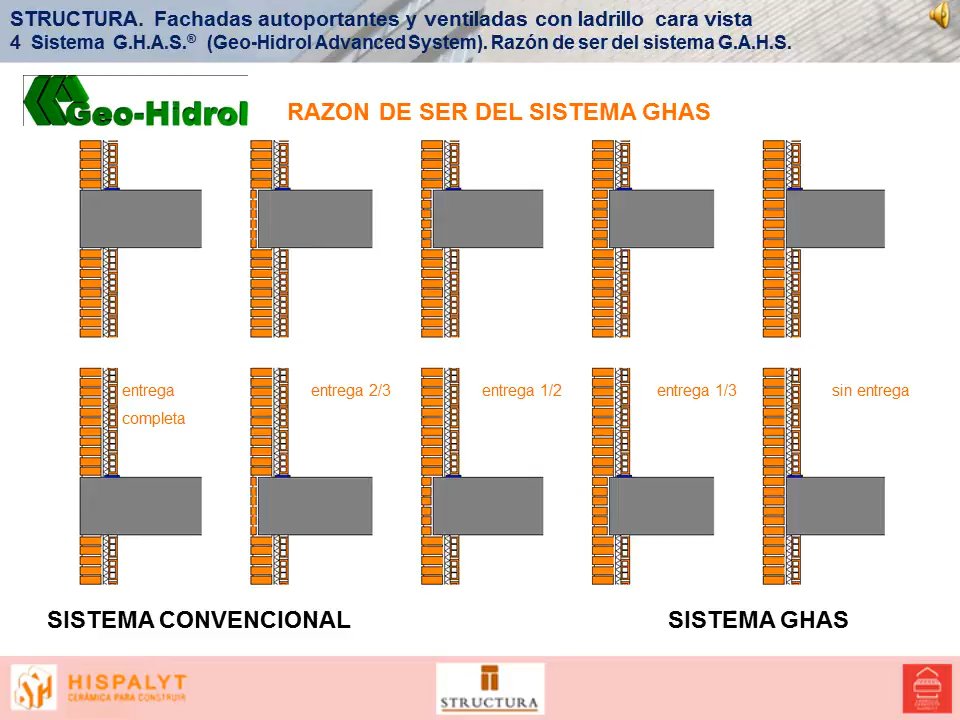 STRUCTURA. Fachadas autoportantes y ventiladas con ladrillo cara vista
4 Sistema G.H.A.S.® (Geo-Hidrol Advanced System). Razón de ser del sistema G.A.H.S.
Geo-Hidrol
RAZON DE SER DEL SISTEMA GHAS
entrega
completa
entrega 2/3
entrega 1/2
entrega 1/3
sin entrega
SISTEMA CONVENCIONAL
SISTEMA GHAS
HISPALYT
CERÁMICA PARA CONSTRUIR
STRUCTURA